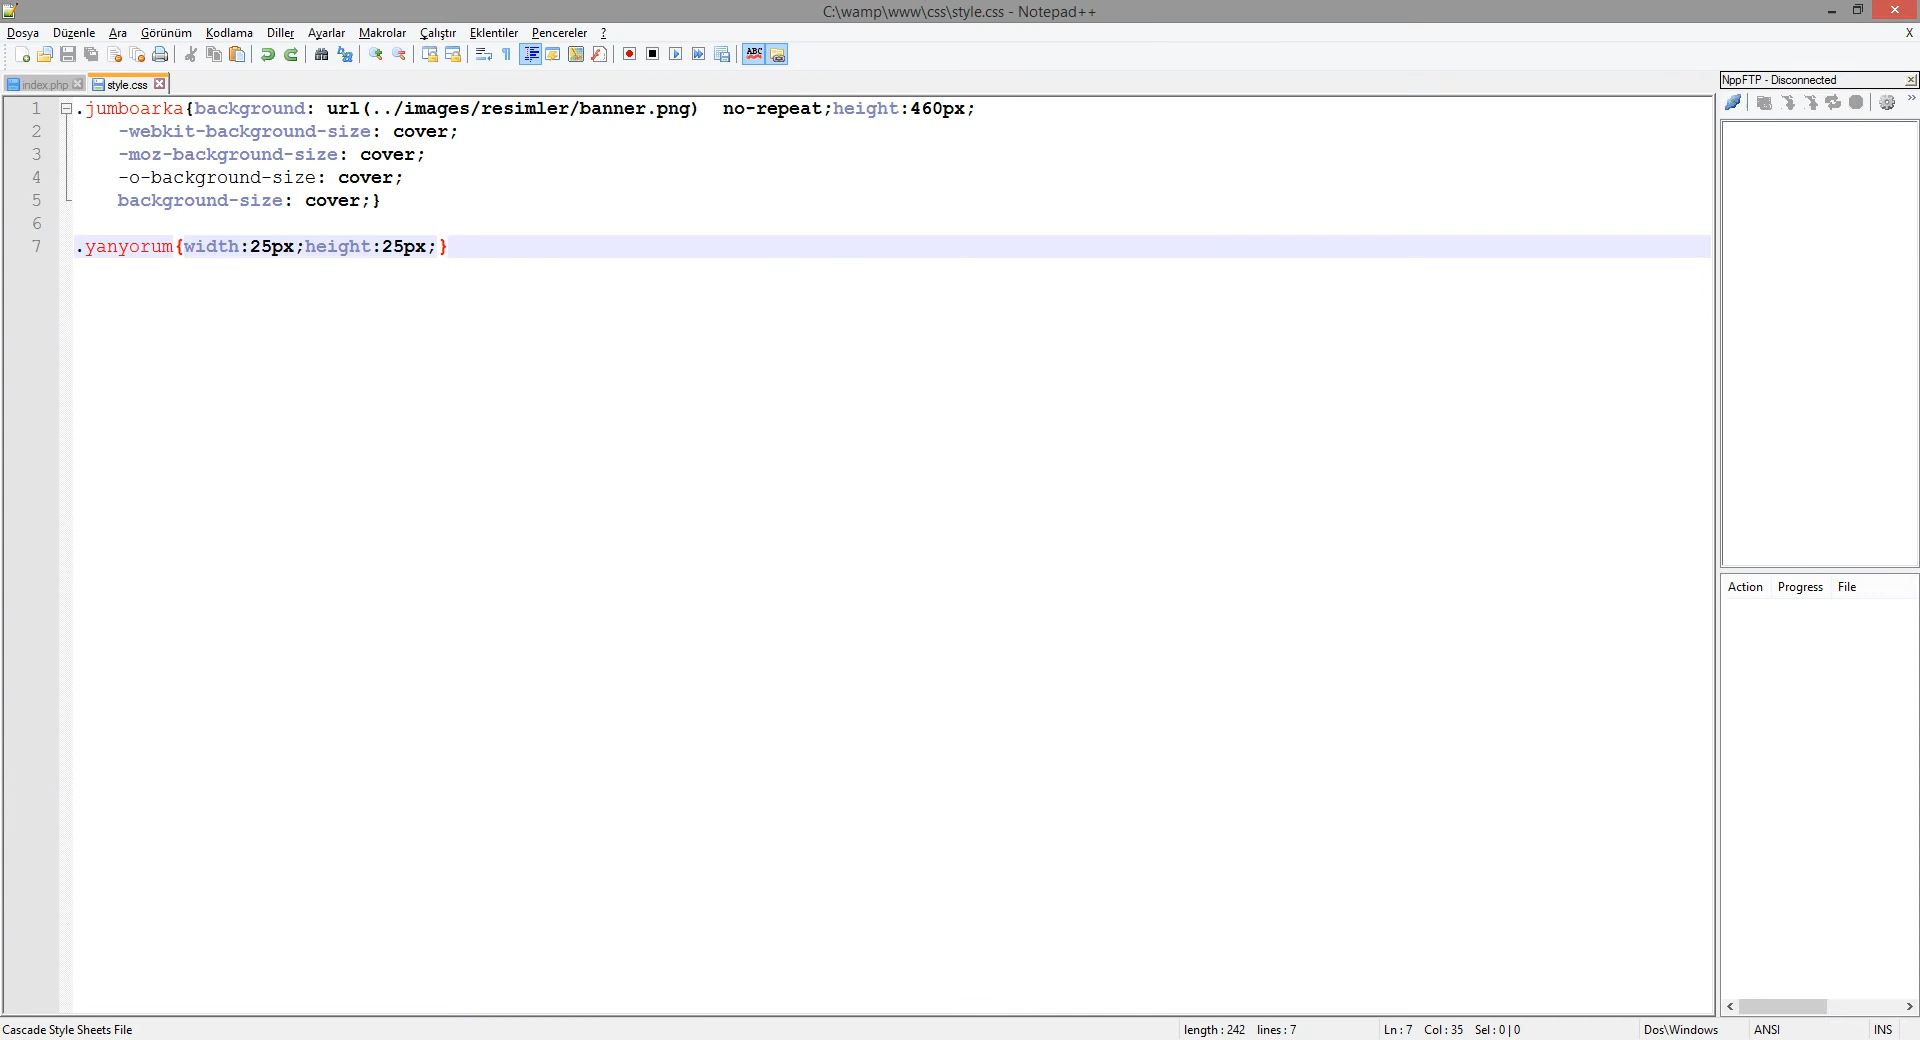 C:\wamp\www\css\style.css - Notepad++
Dosya Düzenle Ara Görünüm Kodlama Diller Ayarlar Makrolar Çalıştır Eklentiler Pencereler ? X
ABC
index.php style.css
NppFTP - Disconnected
1 .jumboarka{background: url(../images/resimler/banner.png)  no-repeat;height:460px;
2     -webkit-background-size: cover;
3     -moz-background-size: cover;
4     -o-background-size: cover;
5     background-size: cover;}
6
7 .yanyorum{width:25px;height:25px;}
Action Progress File
Cascade Style Sheets File length : 242 lines : 7 Ln : 7 Col : 35 Sel : 0 | 0 Dos\Windows ANSI INS